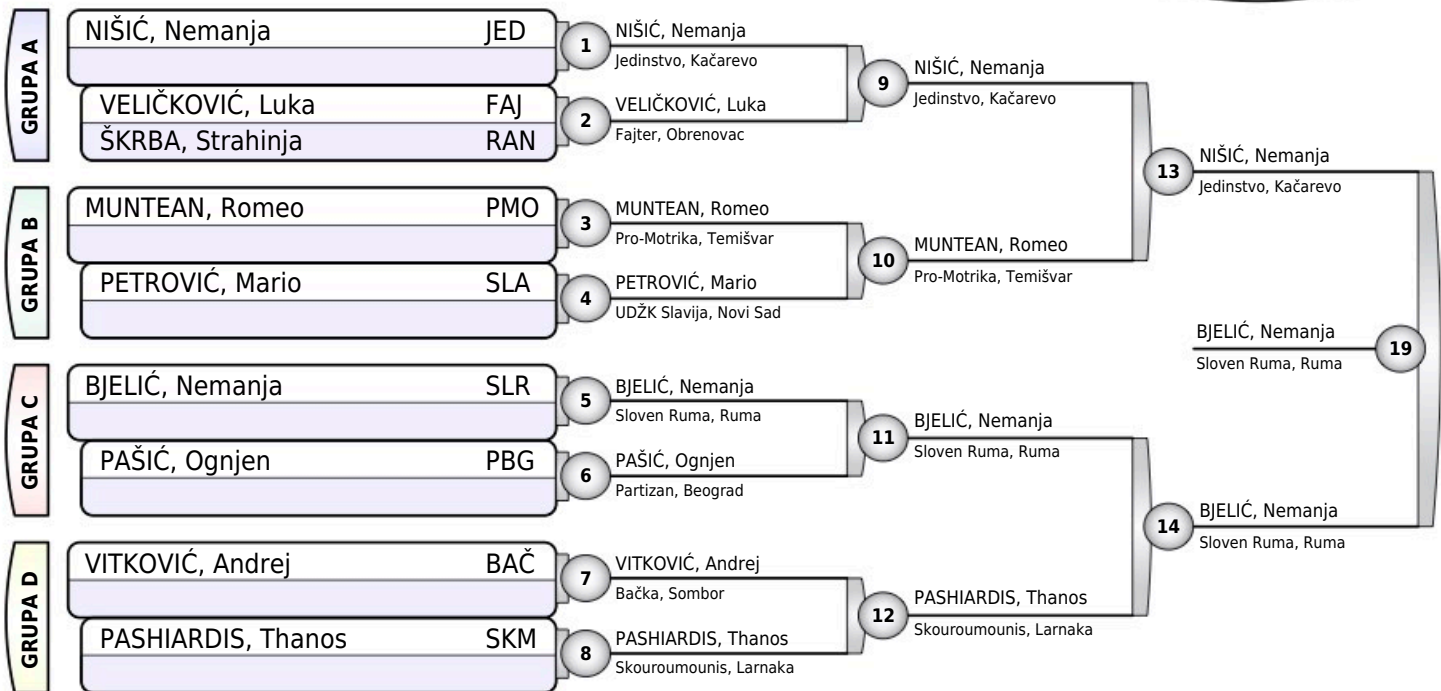 GRUPA A
NIŠIĆ, Nemanja JED
VELIČKOVIĆ, Luka FAJ
ŠKRBA, Strahinja RAN
GRUPA B
MUNTEAN, Romeo PMO
PETROVIĆ, Mario SLA
GRUPA C
BJELIĆ, Nemanja SLR
PAŠIĆ, Ognjen PBG
GRUPA D
VITKOVIĆ, Andrej BAČ
PASHIARDIS, Thanos SKM
1
NIŠIĆ, Nemanja
Jedinstvo, Kačarevo
2
VELIČKOVIĆ, Luka
Fajter, Obrenovac
3
MUNTEAN, Romeo
Pro-Motrika, Temišvar
4
PETROVIĆ, Mario
UDŽK Slavija, Novi Sad
5
BJELIĆ, Nemanja
Sloven Ruma, Ruma
6
PAŠIĆ, Ognjen
Partizan, Beograd
7
VITKOVIĆ, Andrej
Bačka, Sombor
8
PASHIARDIS, Thanos
Skouroumounis, Larnaka
9
NIŠIĆ, Nemanja
Jedinstvo, Kačarevo
10
MUNTEAN, Romeo
Pro-Motrika, Temišvar
11
BJELIĆ, Nemanja
Sloven Ruma, Ruma
12
PASHIARDIS, Thanos
Skouroumounis, Larnaka
13
NIŠIĆ, Nemanja
Jedinstvo, Kačarevo
14
BJELIĆ, Nemanja
Sloven Ruma, Ruma
BJELIĆ, Nemanja
Sloven Ruma, Ruma
19